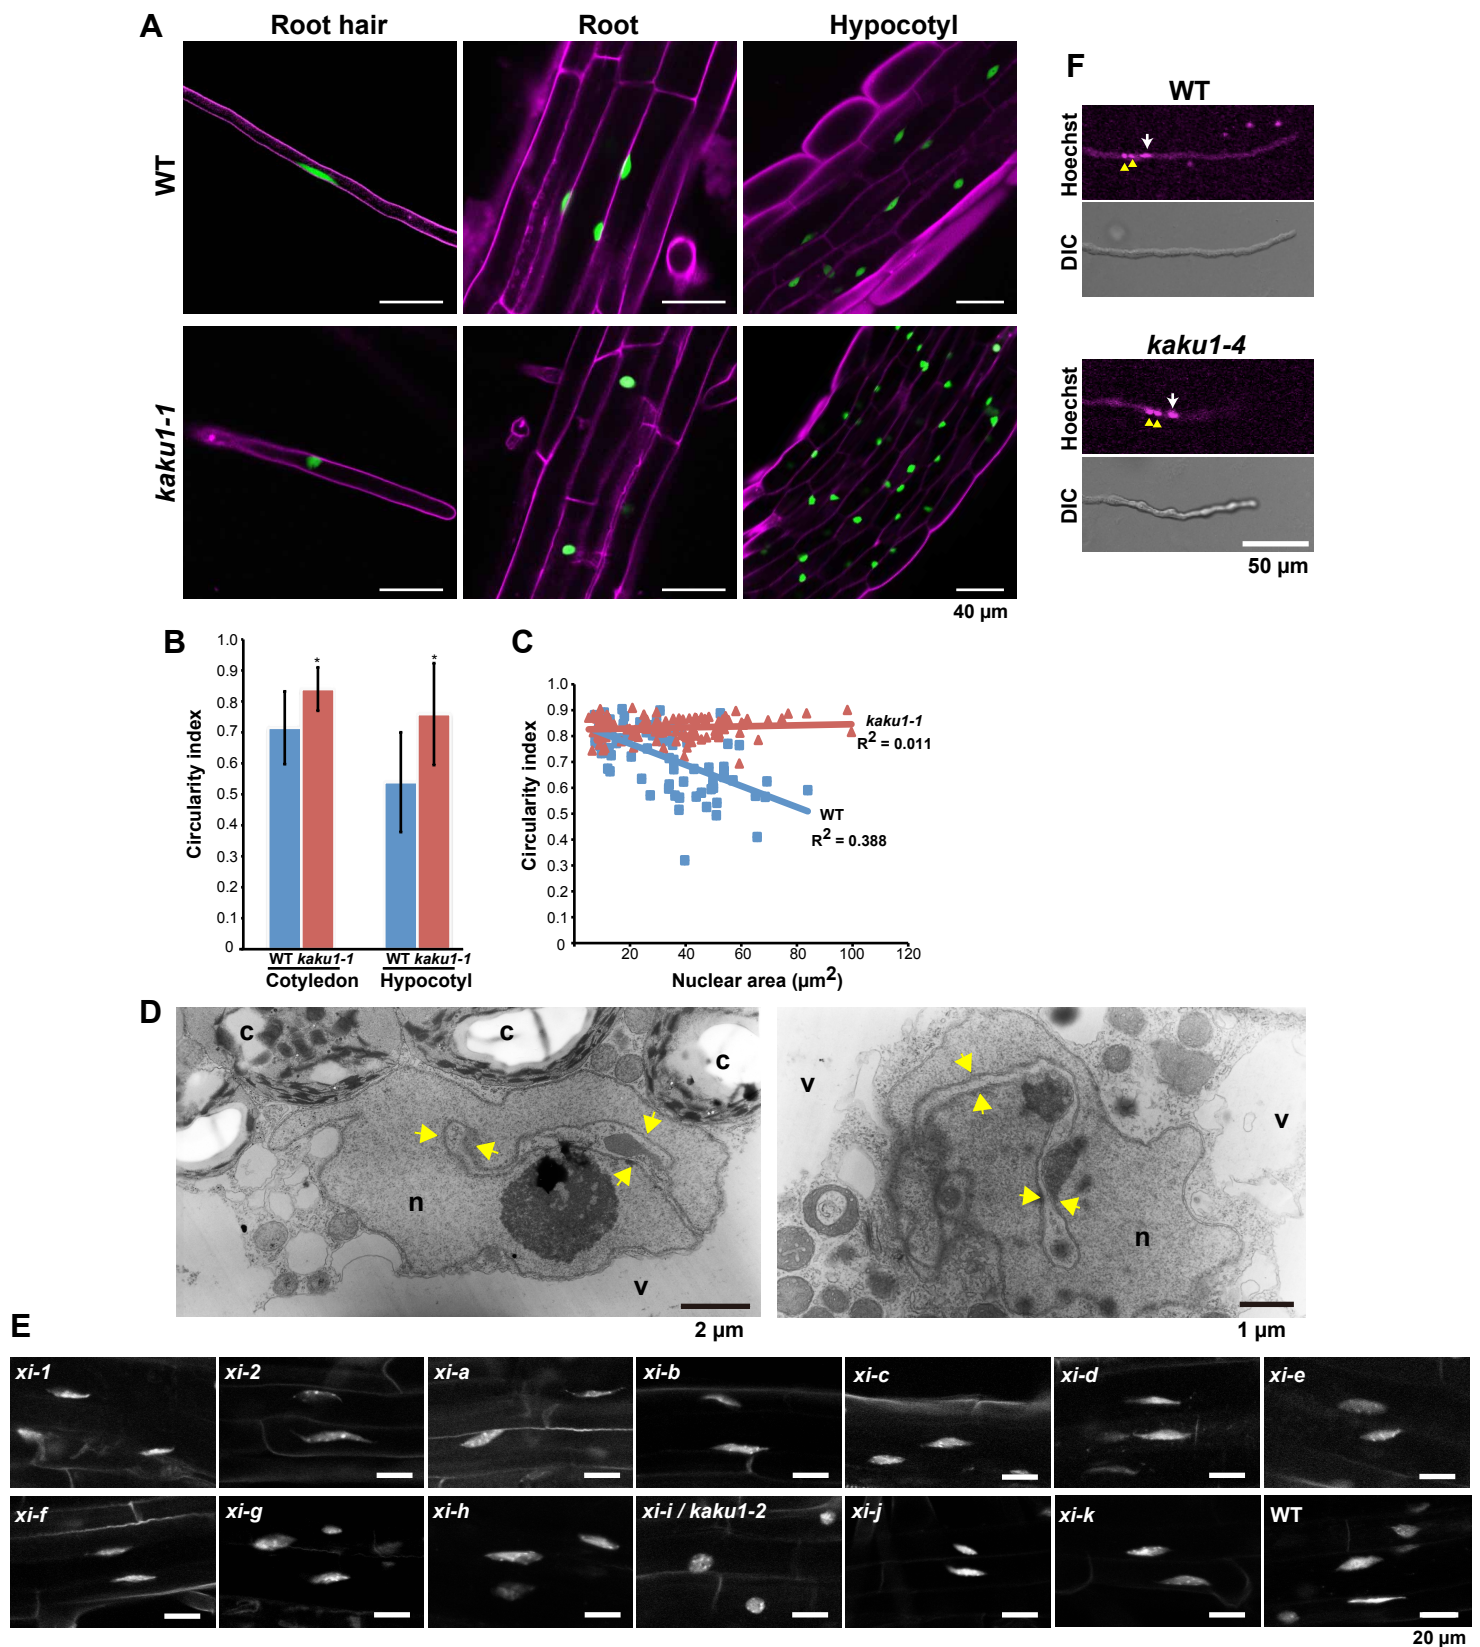 A
Root hair
Root
Hypocotyl
WT
kaku1-1
40 µm
F
WT
Hoechst
DIC
kaku1-4
Hoechst
DIC
50 µm
B
Circularity index
1.0
0.9
0.8
0.7
0.6
0.5
0.4
0.3
0.2
0.1
0
*
*
WT kaku1-1
WT kaku1-1
Cotyledon
Hypocotyl
C
Circularity index
1.0
0.9
0.8
0.7
0.6
0.5
0.4
0.3
0.2
0.1
0
kaku1-1
R2 = 0.011
WT
R2 = 0.388
20 40 60 80 100 120
Nuclear area (µm2)
D
c
c
c
n
v
2 µm
v
v
n
1 µm
E
xi-1
xi-2
xi-a
xi-b
xi-c
xi-d
xi-e
xi-f
xi-g
xi-h
xi-i / kaku1-2
xi-j
xi-k
WT
20 µm